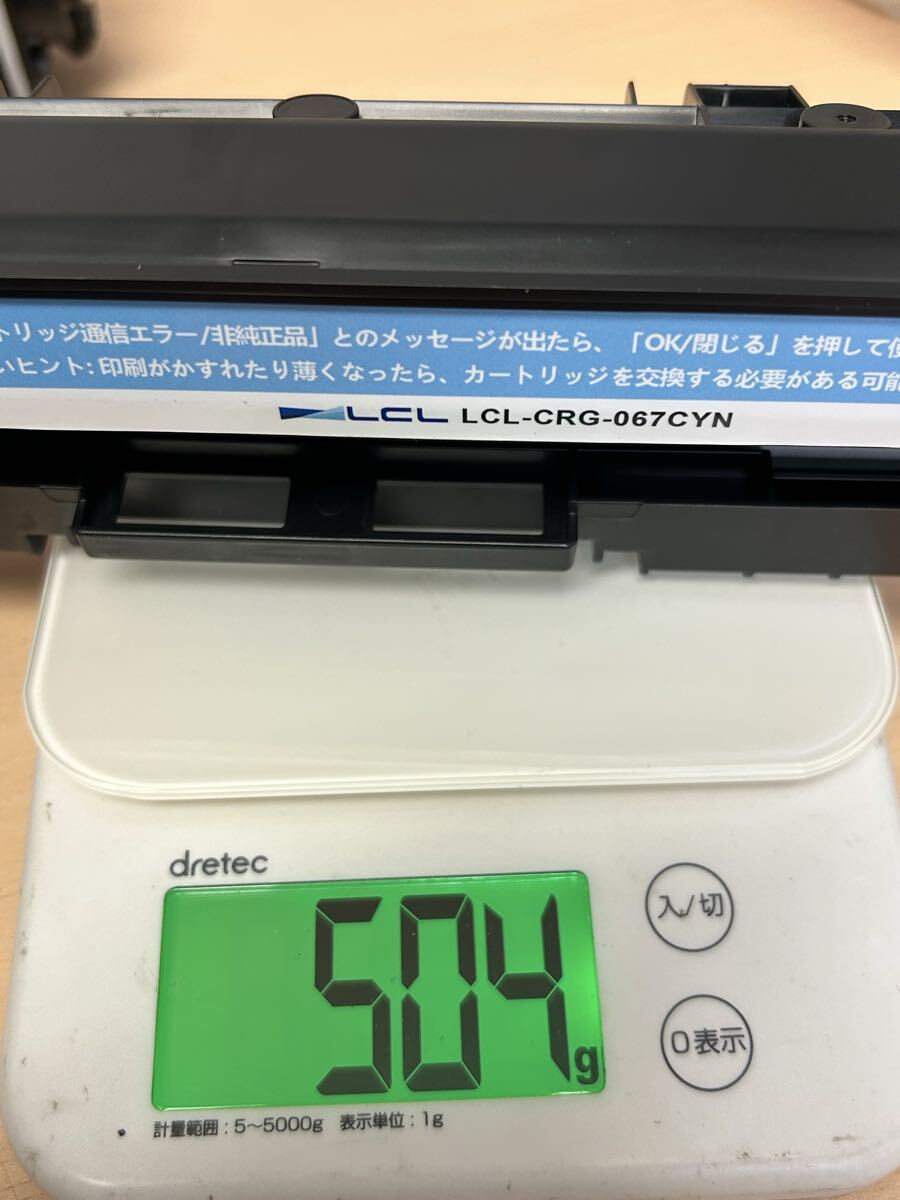 トリッジ通信エラー/非純正品」とのメッセージが出たら、「OK/閉じる」を押して使
いヒント:印刷がかすれたり薄くなったら、カートリッジを交換する必要がある可能
LCL LCL-CRG-067CYN
dretec
入/切
504g
0表示
計量範囲:5~5000g 表示単位:1g